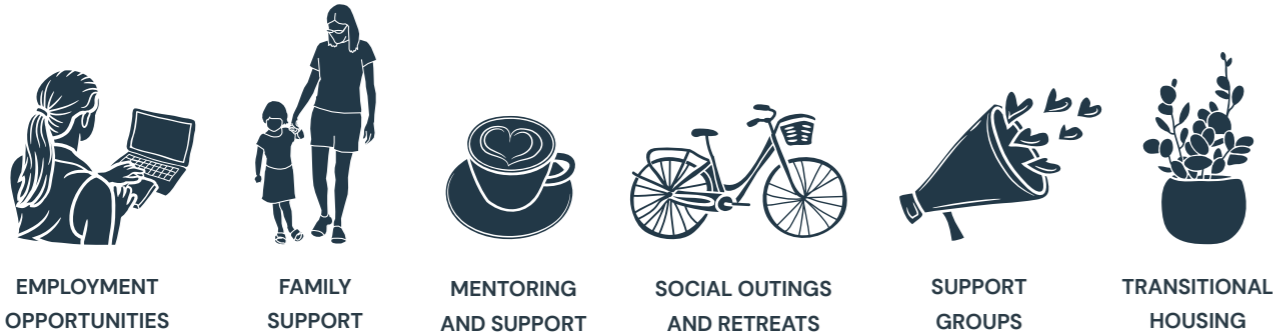 EMPLOYMENT
OPPORTUNITIES
FAMILY
SUPPORT
MENTORING
AND SUPPORT
SOCIAL OUTINGS
AND RETREATS
SUPPORT
GROUPS
TRANSITIONAL
HOUSING